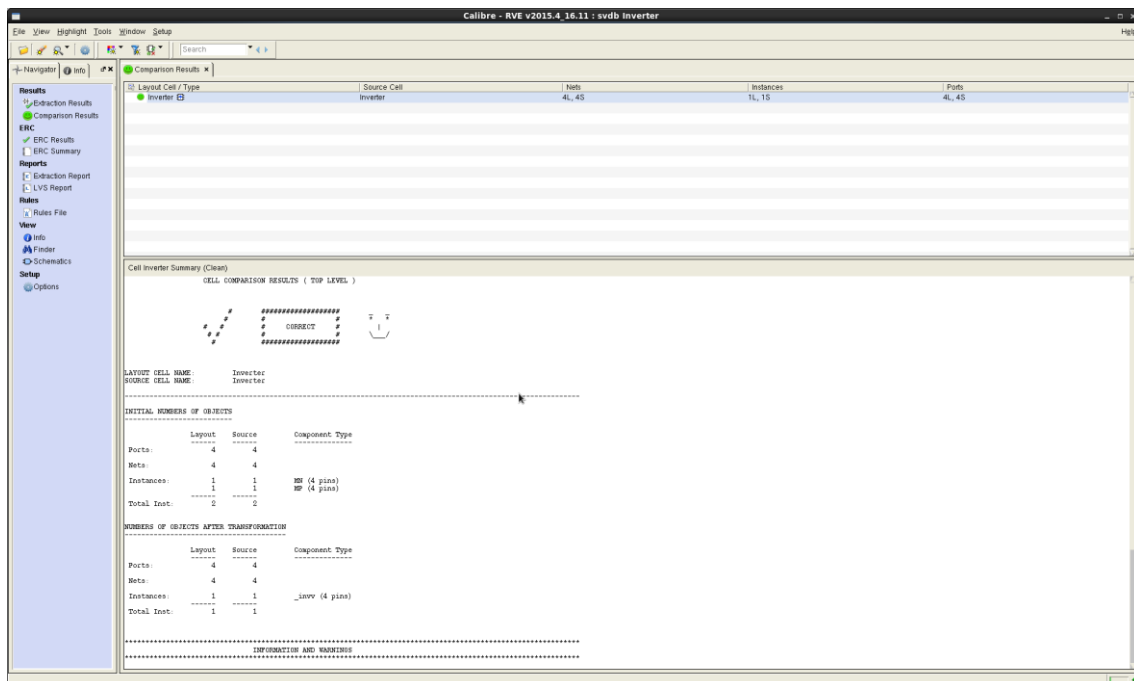 Calibre - RVE v2015.4_16.11 : svdb Inverter
File View Highlight Tools Window Setup
Help
Search
Navigator Info
Comparison Results
Results
Extraction Results
Comparison Results
ERC
ERC Results
ERC Summary
Reports
Extraction Report
LVS Report
Rules
Rules File
View
Info
Finder
Schematics
Setup
Options
Layout Cell / Type Source Cell Nets Instances Ports
Inverter Inverter 4L, 4S 1L, 1S 4L, 4S
Cell Inverter Summary (Clean)
CELL COMPARISON RESULTS ( TOP LEVEL )
# ################### _ _
# # # * *
# # # CORRECT # |
# # # # \___/
# ###################
LAYOUT CELL NAME: Inverter
SOURCE CELL NAME: Inverter
INITIAL NUMBERS OF OBJECTS
Layout Source Component Type
Ports: 4 4
Nets: 4 4
Instances: 1 1 MN (4 pins)
1 1 MP (4 pins)
Total Inst: 2 2
NUMBERS OF OBJECTS AFTER TRANSFORMATION
Layout Source Component Type
Ports: 4 4
Nets: 4 4
Instances: 1 1 _invv (4 pins)
Total Inst: 1 1
INFORMATION AND WARNINGS